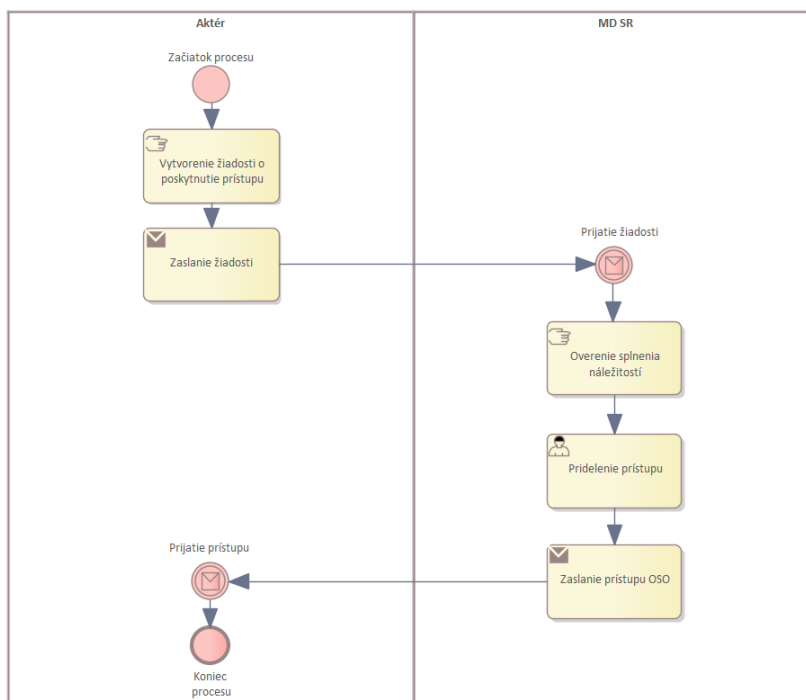 Aktér
MD SR
Začiatok procesu
Vytvorenie žiadosti o
poskytnutie prístupu
Zaslanie žiadosti
Prijatie žiadosti
Overenie splnenia
náležitostí
Pridelenie prístupu
Zaslanie prístupu OSO
Prijatie prístupu
Koniec
procesu